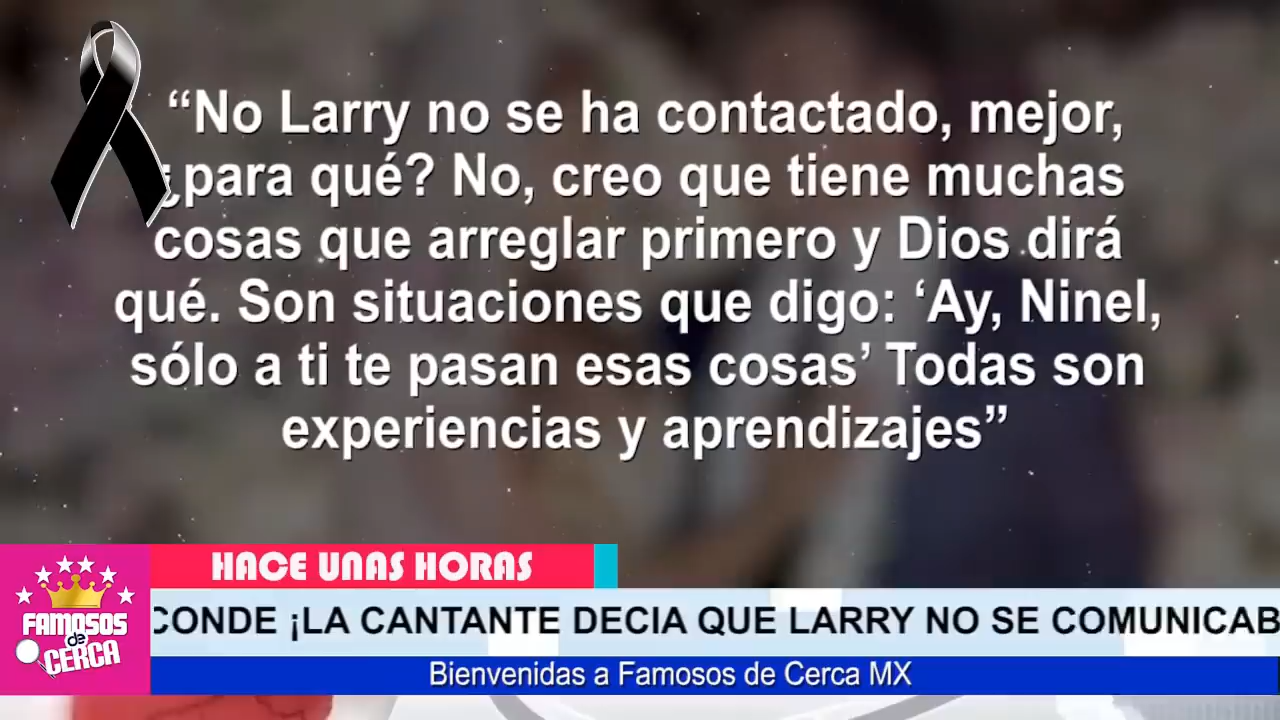 “No Larry no se ha contactado, mejor,
¿para qué? No, creo que tiene muchas
cosas que arreglar primero y Dios dirá
qué. Son situaciones que digo: ‘Ay, Ninel,
sólo a ti te pasan esas cosas’ Todas son
experiencias y aprendizajes”
HACE UNAS HORAS
CONDE ¡LA CANTANTE DECIA QUE LARRY NO SE COMUNICAB
FAMOSOS
de
CERCA
Bienvenidas a Famosos de Cerca MX